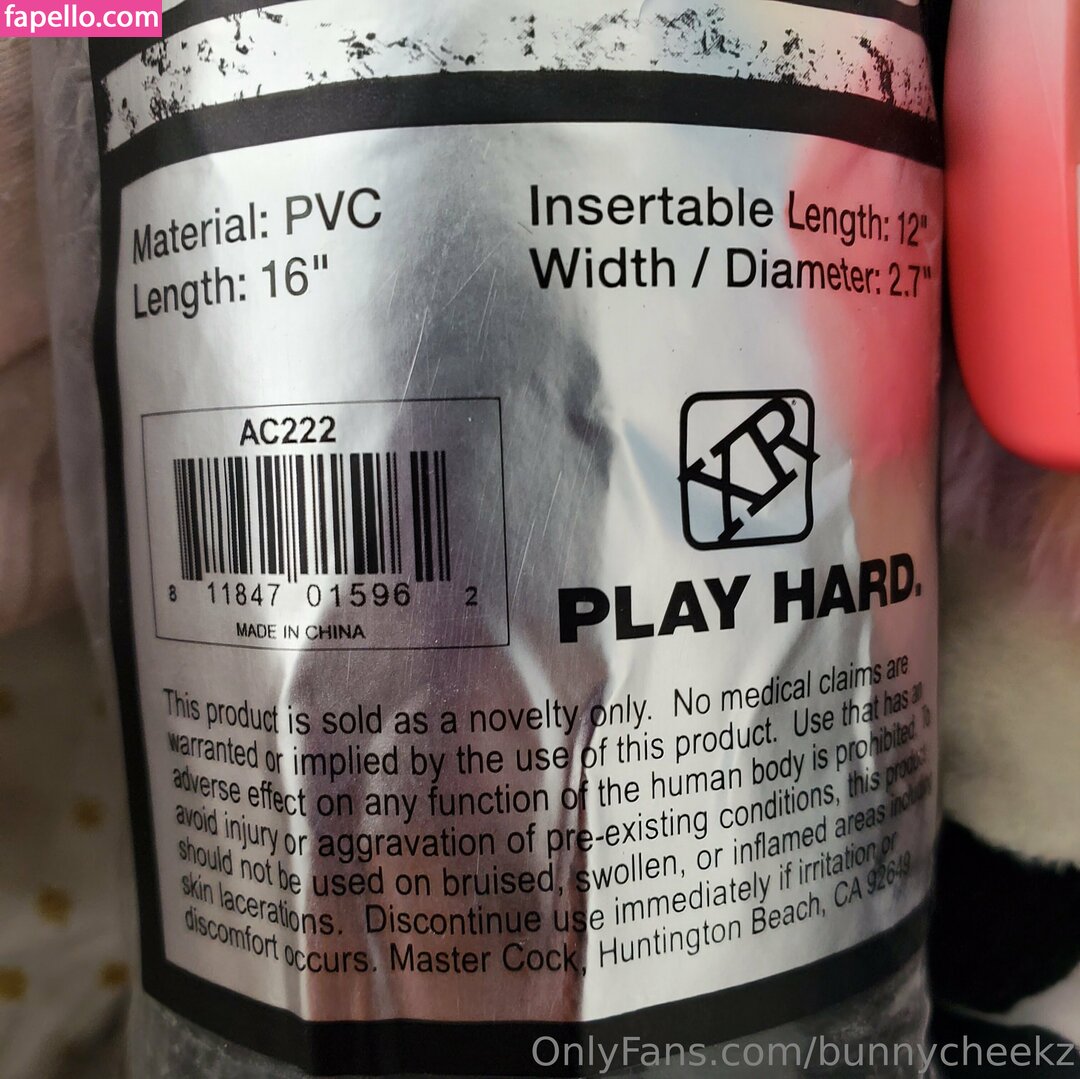 fapello.com
Material: PVC
Length: 16"
Insertable Length: 12"
Width / Diameter: 2.7"
AC222
8 11847 01596 2
MADE IN CHINA
XR®
PLAY HARD.
This product is sold as a novelty only. No medical claims are
warranted or implied by the use of this product. Use that has an
adverse effect on any function of the human body is prohibited. To
avoid injury or aggravation of pre-existing conditions, this product
should not be used on bruised, swollen, or inflamed areas including
skin lacerations. Discontinue use immediately if irritation or
discomfort occurs. Master Cock, Huntington Beach, CA 92649
OnlyFans.com/bunnycheekz